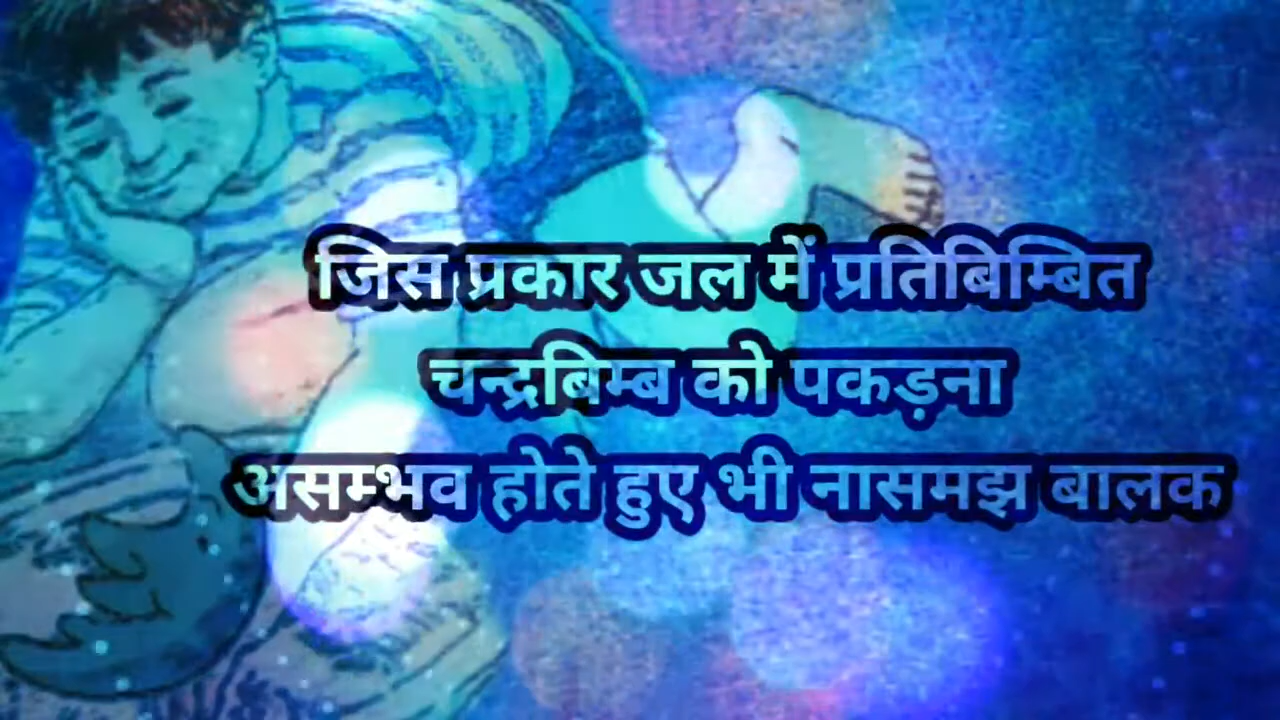 जिस प्रकार जल में प्रतिबिम्बित
चन्द्रबिम्ब को पकड़ना
असम्भव होते हुए भी नासमझ बालक